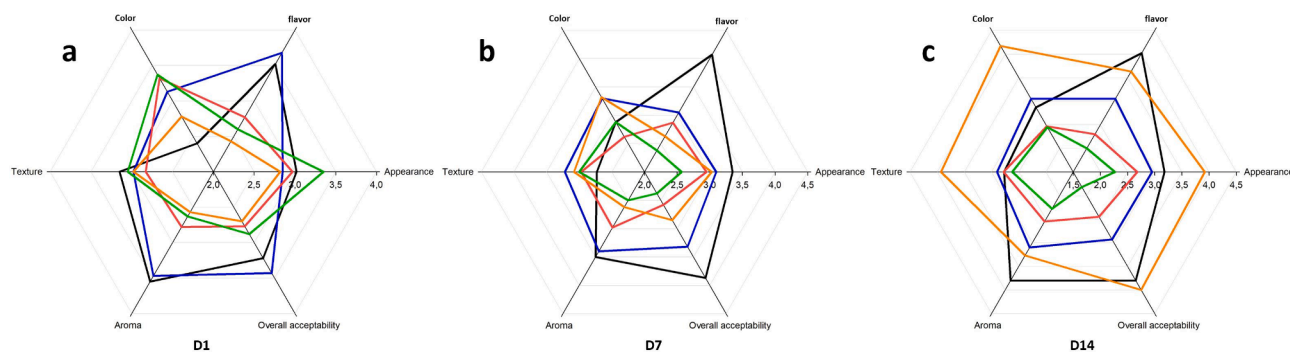 a
Color
flavor
Texture
2,0
2,5
3,0
3,5
4,0
Appearance
Aroma
Overall acceptability
D1
b
Color
flavor
Texture
2,0
2,5
3,0
3,5
4,0
4,5
Appearance
Aroma
Overall acceptability
D7
c
Color
flavor
Texture
1,5
2,0
2,5
3,0
3,5
4,0
4,5
Appearance
Aroma
Overall acceptability
D14